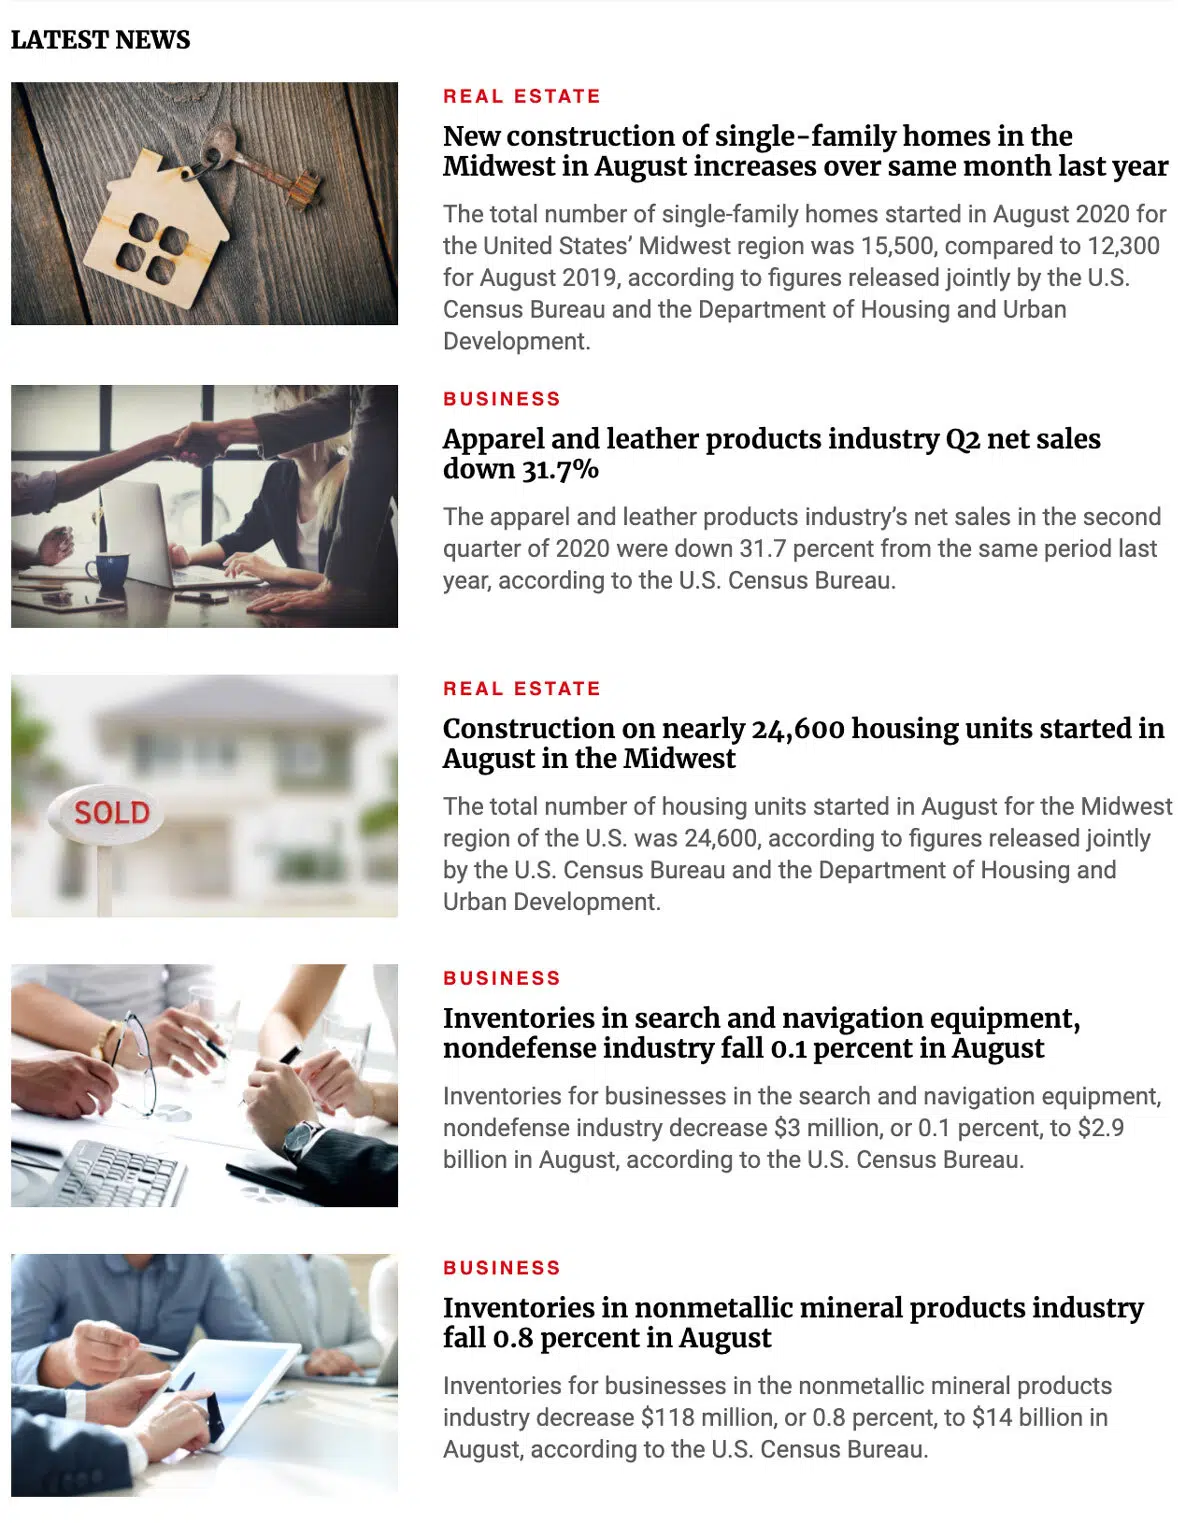 LATEST NEWS
REAL ESTATE
New construction of single-family homes in the
Midwest in August increases over same month last year
The total number of single-family homes started in August 2020 for
the United States’ Midwest region was 15,500, compared to 12,300
for August 2019, according to figures released jointly by the U.S.
Census Bureau and the Department of Housing and Urban
Development.
BUSINESS
Apparel and leather products industry Q2 net sales
down 31.7%
The apparel and leather products industry’s net sales in the second
quarter of 2020 were down 31.7 percent from the same period last
year, according to the U.S. Census Bureau.
SOLD
REAL ESTATE
Construction on nearly 24,600 housing units started in
August in the Midwest
The total number of housing units started in August for the Midwest
region of the U.S. was 24,600, according to figures released jointly
by the U.S. Census Bureau and the Department of Housing and
Urban Development.
BUSINESS
Inventories in search and navigation equipment,
nondefense industry fall 0.1 percent in August
Inventories for businesses in the search and navigation equipment,
nondefense industry decrease $3 million, or 0.1 percent, to $2.9
billion in August, according to the U.S. Census Bureau.
BUSINESS
Inventories in nonmetallic mineral products industry
fall 0.8 percent in August
Inventories for businesses in the nonmetallic mineral products
industry decrease $118 million, or 0.8 percent, to $14 billion in
August, according to the U.S. Census Bureau.